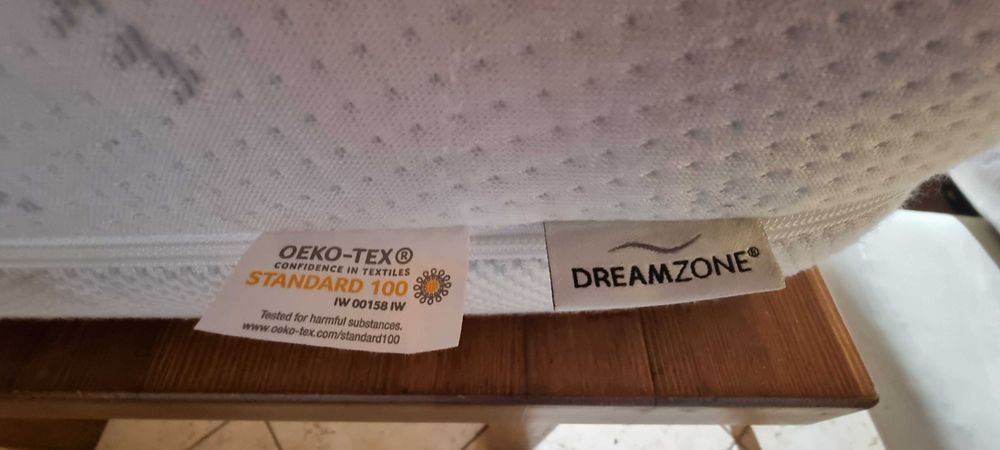 OEKO-TEX®
CONFIDENCE IN TEXTILES
STANDARD 100
IW 00158 IW
Tested for harmful substances.
www.oeko-tex.com/standard100
DREAMZONE®